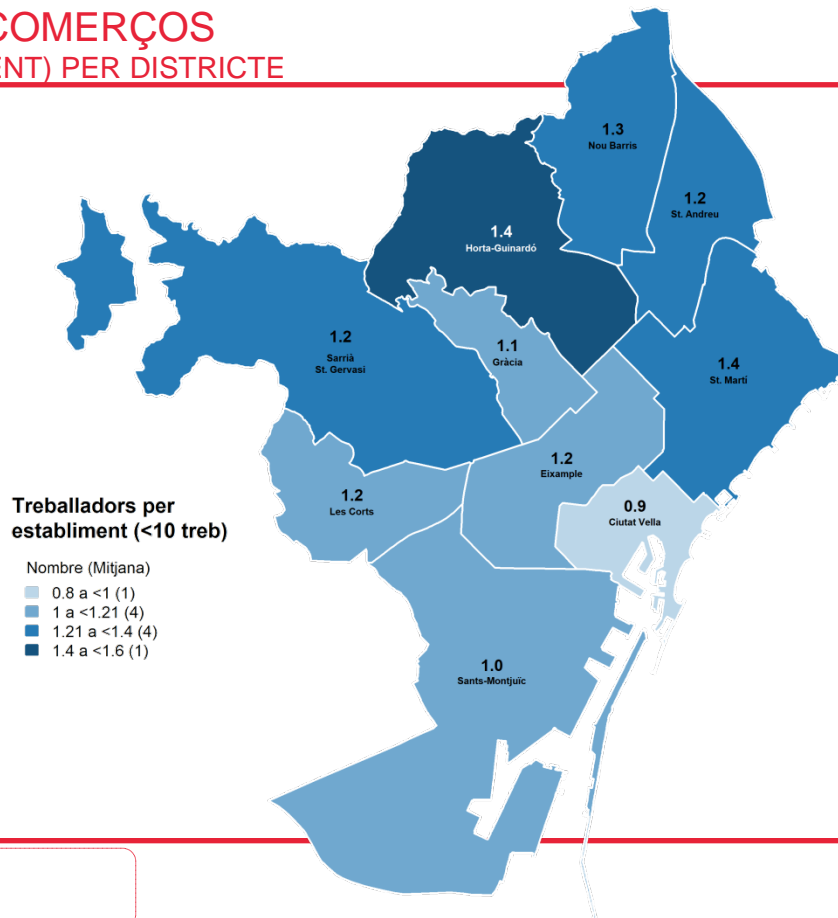 COMERÇOS
ENT) PER DISTRICTE
1.3
Nou Barris
1.2
St. Andreu
1.4
Horta-Guinardó
1.2
Sarrià
St. Gervasi
1.1
Gràcia
1.4
St. Martí
1.2
Eixample
1.2
Les Corts
0.9
Ciutat Vella
Treballadors per
establiment (<10 treb)
Nombre (Mitjana)
0.8 a <1 (1)
1 a <1.21 (4)
1.21 a <1.4 (4)
1.4 a <1.6 (1)
1.0
Sants-Montjuïc